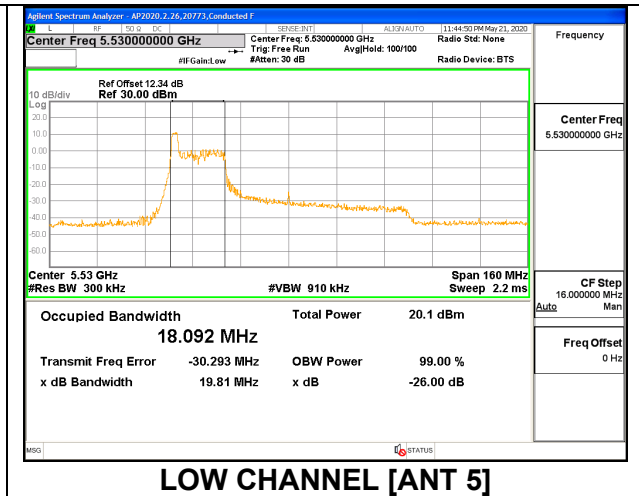 Agilent Spectrum Analyzer - AP2020.2.26,20773,Conducted F
L RF 50 Ω DC SENSE:INT ALIGN AUTO 11:44:50 PM May 21, 2020
Center Freq 5.530000000 GHz Center Freq: 5.530000000 GHz Radio Std: None
Trig: Free Run Avg|Hold: 100/100
#IFGain:Low #Atten: 30 dB Radio Device: BTS
Frequency
Ref Offset 12.34 dB
10 dB/div Ref 30.00 dBm
Log
20.0
10.0
0.00
-10.0
-20.0
-30.0
-40.0
-50.0
-60.0
Center Freq
5.530000000 GHz
Center 5.53 GHz Span 160 MHz
#Res BW 300 kHz #VBW 910 kHz Sweep 2.2 ms
CF Step
16.000000 MHz
Auto Man
Occupied Bandwidth Total Power 20.1 dBm
18.092 MHz
Transmit Freq Error -30.293 MHz OBW Power 99.00 %
x dB Bandwidth 19.81 MHz x dB -26.00 dB
Freq Offset
0 Hz
MSG STATUS
LOW CHANNEL [ANT 5]